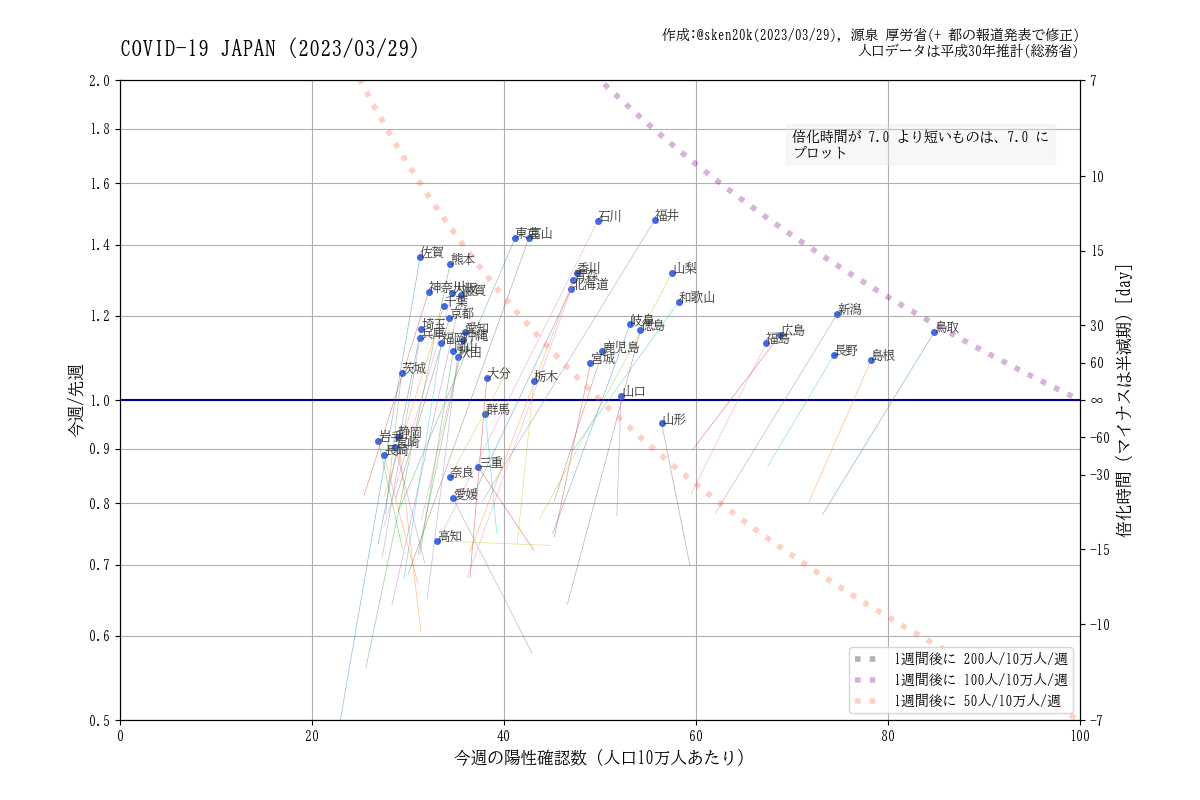 COVID-19 JAPAN (2023/03/29)
作成:@sken20k(2023/03/29), 源泉 厚労省(+ 都の報道発表で修正)
人口データは平成30年推計(総務省)
倍化時間が 7.0 より短いものは、7.0 に
プロット
今週/先週
2.0
1.8
1.6
1.4
1.2
1.0
0.9
0.8
0.7
0.6
0.5
7
10
15
30
60
∞
-60
-30
-15
-10
-7
倍化時間 (マイナスは半減期) [day]
石川
福井
東京
富山
佐賀
熊本
香川
青森
北海道
山梨
神奈川
滋賀
千葉
和歌山
京都
新潟
岐阜
徳島
埼玉
兵庫
愛知
沖縄
福岡
広島
福島
鳥取
秋田
鹿児島
宮城
長野
島根
茨城
大分
栃木
山口
群馬
山形
岩手
静岡
宮崎
長崎
三重
奈良
愛媛
高知
1週間後に 200人/10万人/週
1週間後に 100人/10万人/週
1週間後に 50人/10万人/週
0
20
40
60
80
100
今週の陽性確認数 (人口10万人あたり)